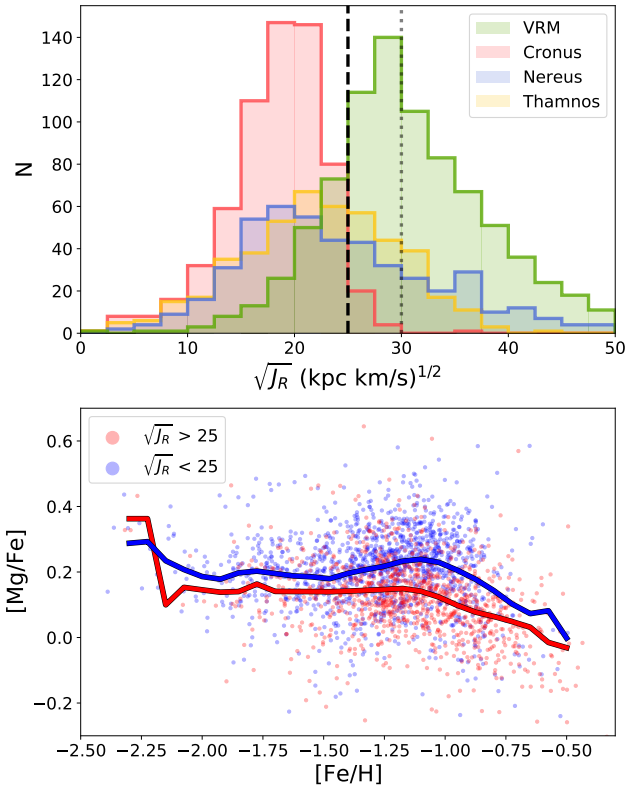 140
120
100
80
60
40
20
0
N
VRM
Cronus
Nereus
Thamnos
0 10 20 30 40 50
√J_R (kpc km/s)^{1/2}
0.6
0.4
0.2
0.0
−0.2
[Mg/Fe]
√J_R > 25
√J_R < 25
−2.50 −2.25 −2.00 −1.75 −1.50 −1.25 −1.00 −0.75 −0.50
[Fe/H]